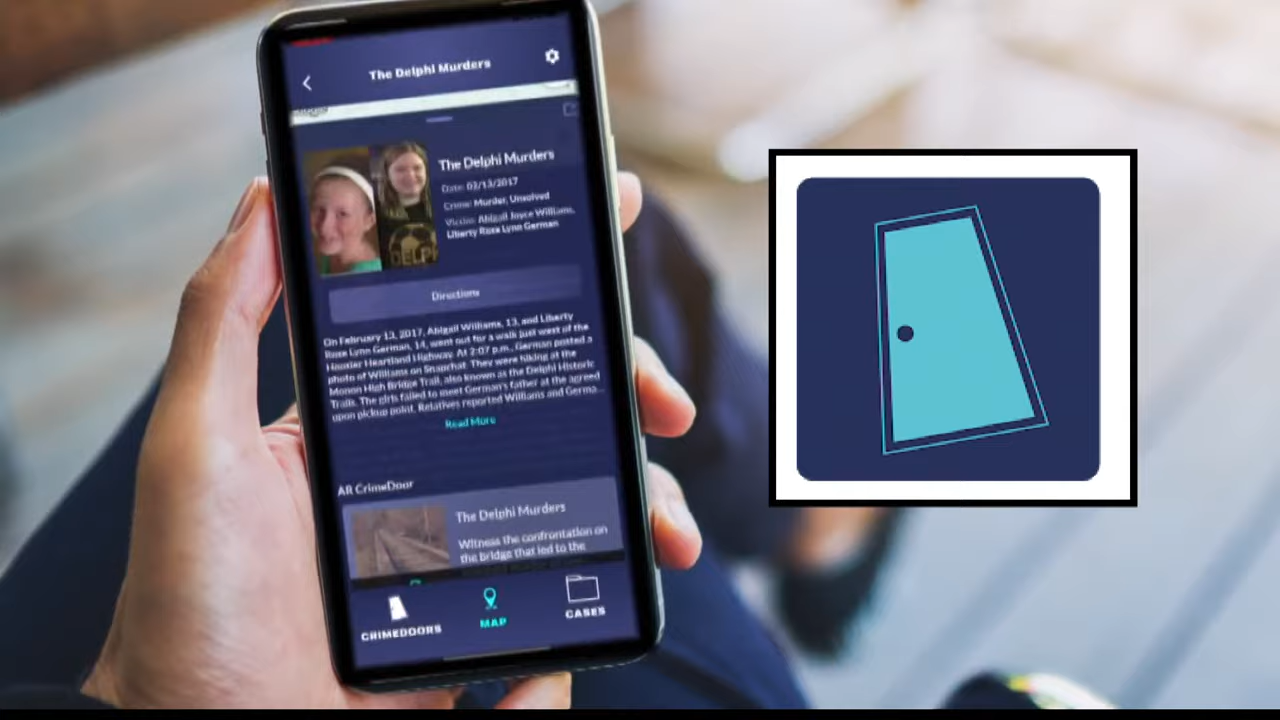 The Delphi Murders
The Delphi Murders
Date: 02/13/2017
Crime: Murder, Unsolved
Victim: Abigail Joyce Williams,
Liberty Rose Lynn German
DELPH
Directions
On February 13, 2017, Abigail Williams, 13, and Liberty
Rose Lynn German, 14, went out for a walk just west of the
Hoosier Heartland Highway. At 2:07 p.m., German posted a
photo of Williams on Snapchat. They were hiking at the
Monon High Bridge Trail, also known as the Delphi Historic
Trails. The girls failed to meet German's father at the agreed
upon pickup point. Relatives reported Williams and Germa...
Read More
AR CrimeDoor
The Delphi Murders
Witness the confrontation on
the bridge that led to the
CRIMEDOORS
MAP
CASES